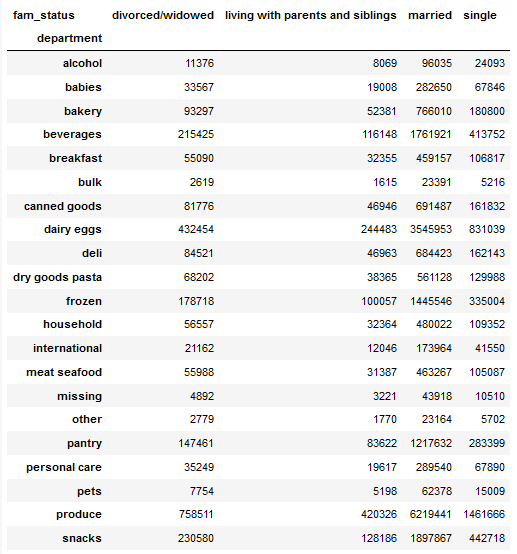 fam_status divorced/widowed living with parents and siblings married single
department
alcohol 11376 8069 96035 24093
babies 33567 19008 282650 67846
bakery 93297 52381 766010 180800
beverages 215425 116148 1761921 413752
breakfast 55090 32355 459157 106817
bulk 2619 1615 23391 5216
canned goods 81776 46946 691487 161832
dairy eggs 432454 244483 3545953 831039
deli 84521 46963 684423 162143
dry goods pasta 68202 38365 561128 129988
frozen 178718 100057 1445546 335004
household 56557 32364 480022 109352
international 21162 12046 173964 41550
meat seafood 55988 31387 463267 105087
missing 4892 3221 43918 10510
other 2779 1770 23164 5702
pantry 147461 83622 1217632 283399
personal care 35249 19617 289540 67890
pets 7754 5198 62378 15009
produce 758511 420326 6219441 1461666
snacks 230580 128186 1897867 442718